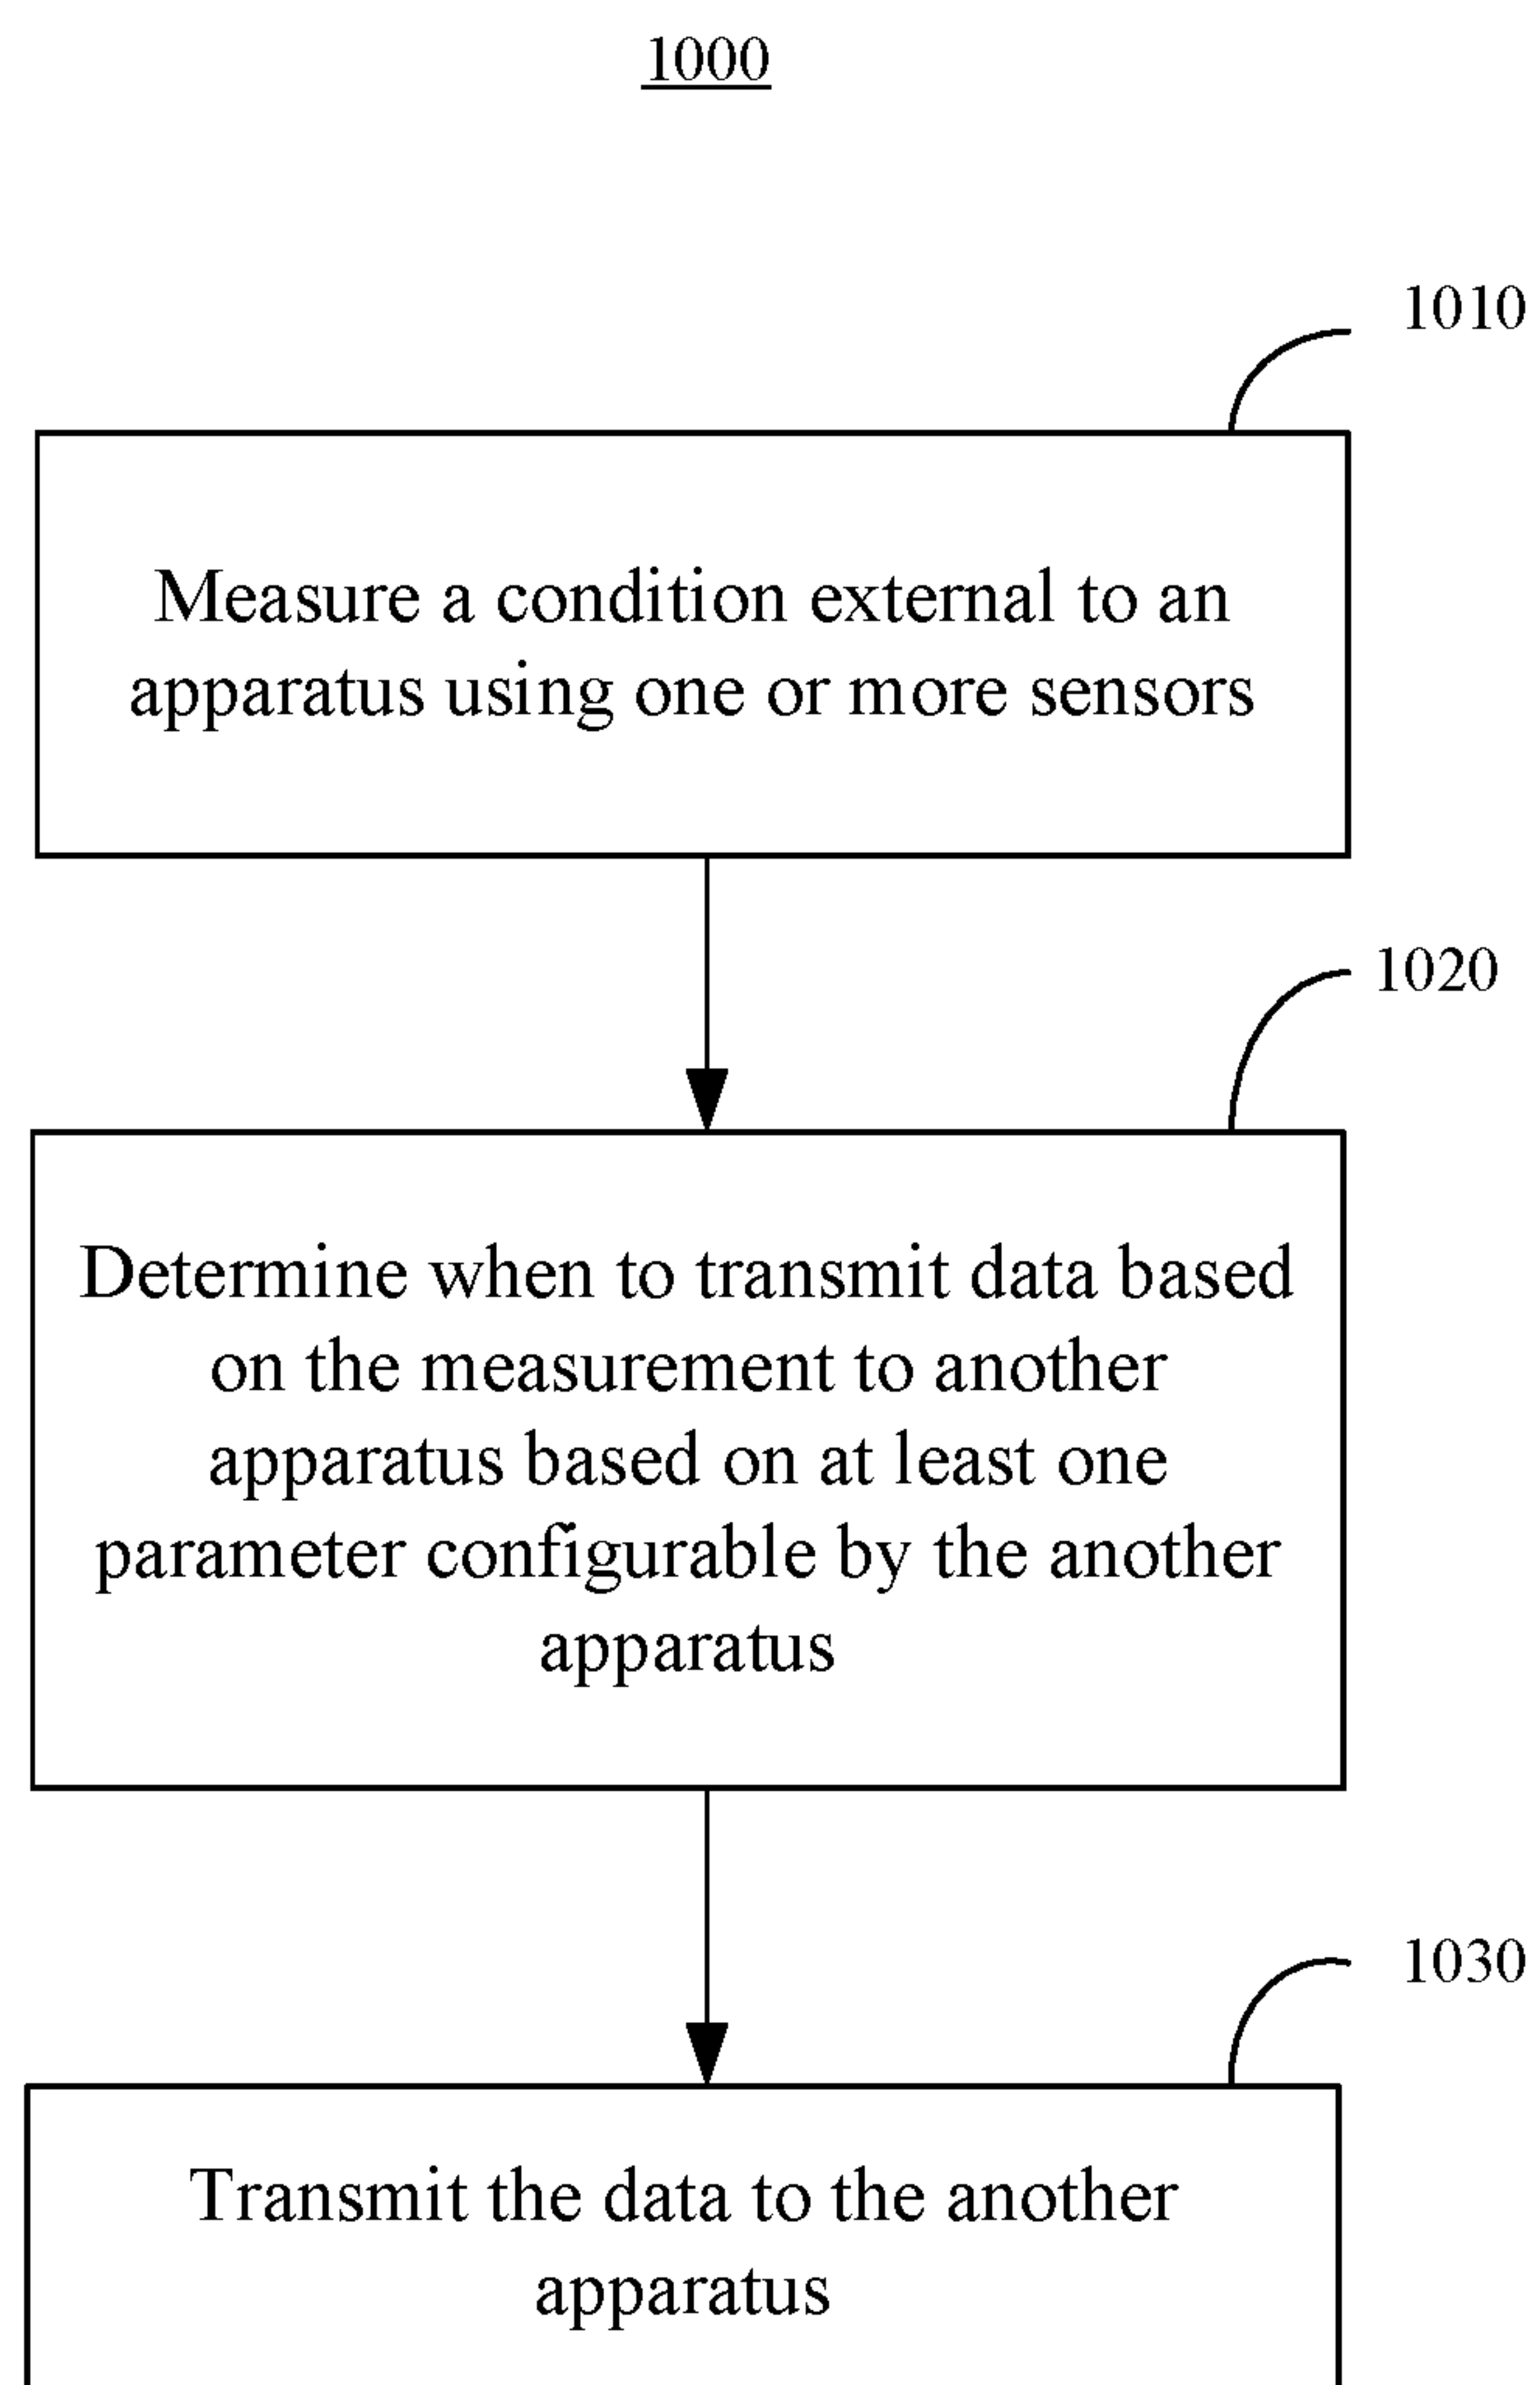 1000
1010
Measure a condition external to an
apparatus using one or more sensors
1020
Determine when to transmit data based
on the measurement to another
apparatus based on at least one
parameter configurable by the another
apparatus
1030
Transmit the data to the another
apparatus